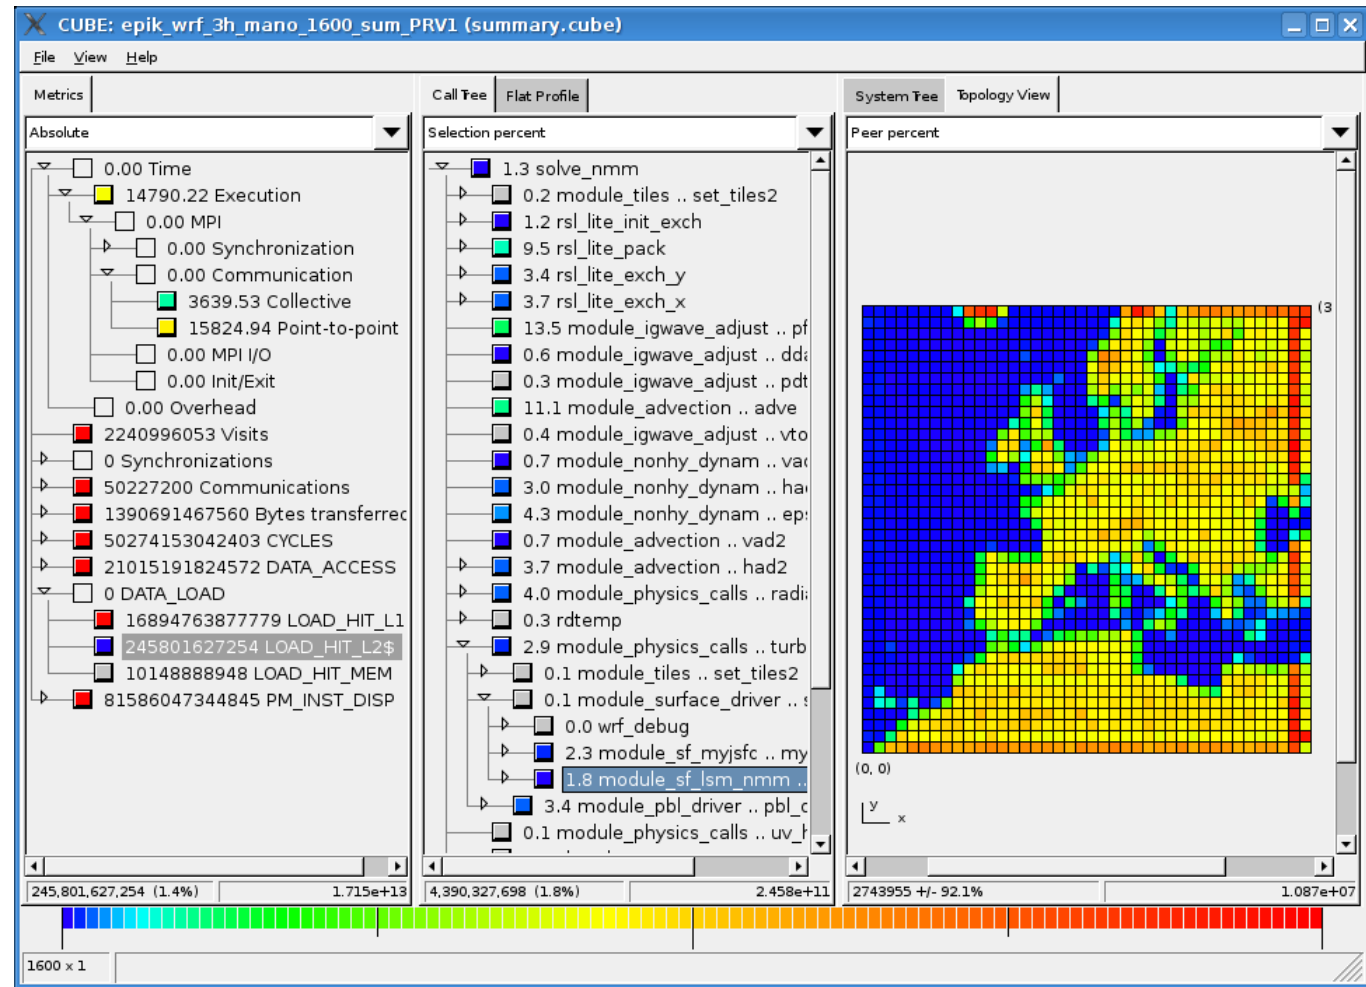 CUBE: epik_wrf_3h_mano_1600_sum_PRV1 (summary.cube)
File View Help
Metrics
Absolute
0.00 Time
14790.22 Execution
0.00 MPI
0.00 Synchronization
0.00 Communication
3639.53 Collective
15824.94 Point-to-point
0.00 MPI I/O
0.00 Init/Exit
0.00 Overhead
2240996053 Visits
0 Synchronizations
50227200 Communications
1390691467560 Bytes transferred
50274153042403 CYCLES
21015191824572 DATA_ACCESS
0 DATA_LOAD
16894763877779 LOAD_HIT_L1
245801627254 LOAD_HIT_L2$
10148888948 LOAD_HIT_MEM
81586047344845 PM_INST_DISP
245,801,627,254 (1.4%) 1.715e+13
Call Tree Flat Profile
Selection percent
1.3 solve_nmm
0.2 module_tiles .. set_tiles2
1.2 rsl_lite_init_exch
9.5 rsl_lite_pack
3.4 rsl_lite_exch_y
3.7 rsl_lite_exch_x
13.5 module_igwave_adjust .. pf
0.6 module_igwave_adjust .. dda
0.3 module_igwave_adjust .. pdt
11.1 module_advection .. adve
0.4 module_igwave_adjust .. vto
0.7 module_nonhy_dynam .. vad
3.0 module_nonhy_dynam .. had
4.3 module_nonhy_dynam .. eps
0.7 module_advection .. vad2
3.7 module_advection .. had2
4.0 module_physics_calls .. radia
0.3 rdtemp
2.9 module_physics_calls .. turb
0.1 module_tiles .. set_tiles2
0.1 module_surface_driver .. s
0.0 wrf_debug
2.3 module_sf_myjsfc .. my
1.8 module_sf_lsm_nmm ..
3.4 module_pbl_driver .. pbl_d
0.1 module_physics_calls .. uv_h
4,390,327,698 (1.8%) 2.458e+11
System Tree Topology View
Peer percent
(3
(0, 0)
y
x
2743955 +/- 92.1% 1.087e+07
1600 x 1